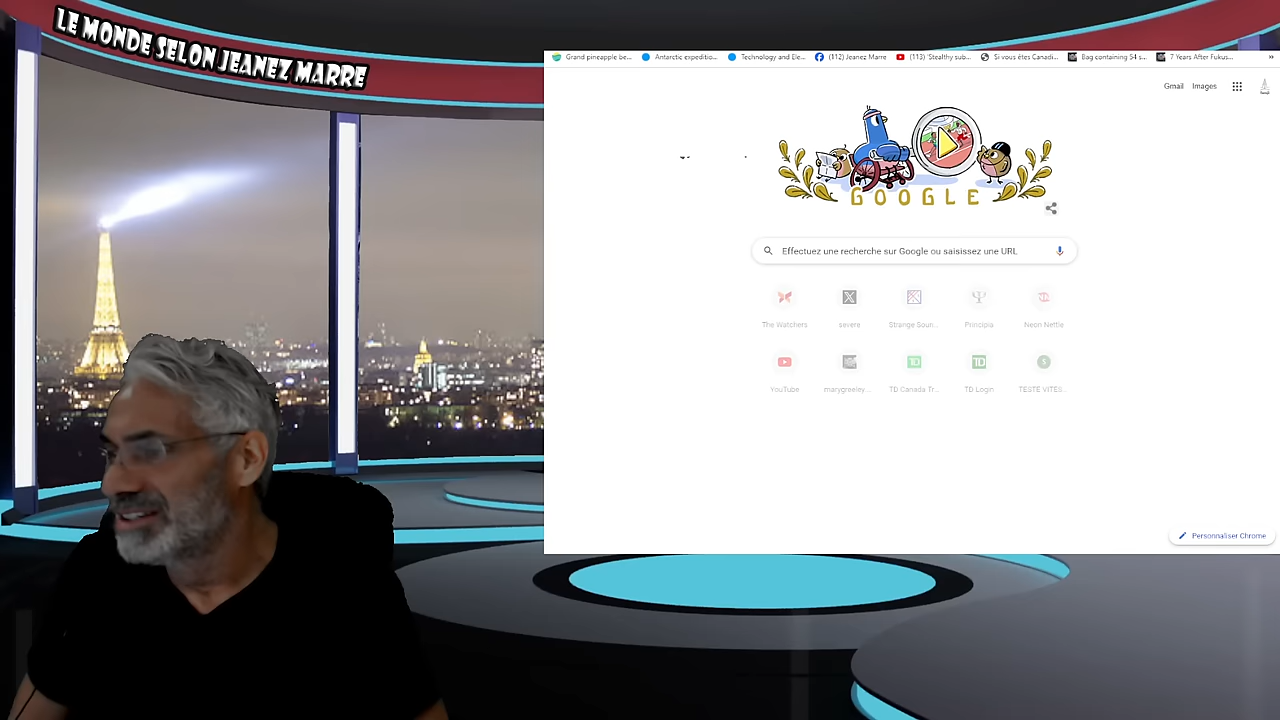 LE MONDE SELON JEANEZ MARRE
Grand pineapple be... Antarctic expeditio... Technology and Ele... (112) Jeanez Marre (113) 'Stealthy sub... Si vous êtes Canadi... Bag containing 54 s... 7 Years After Fukus... »
Gmail Images
GOOGLE
Effectuez une recherche sur Google ou saisissez une URL
The Watchers severe Strange Soun... Principia Neon Nettle
YouTube marygreeley... TD Canada Tr... TD Login TESTE VITES...
Personnaliser Chrome